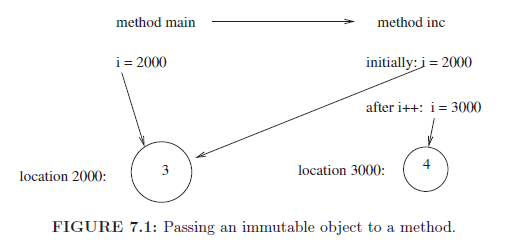 method main
method inc
i = 2000
initially: i = 2000
after i++: i = 3000
location 2000:
3
location 3000:
4
FIGURE 7.1: Passing an immutable object to a method.